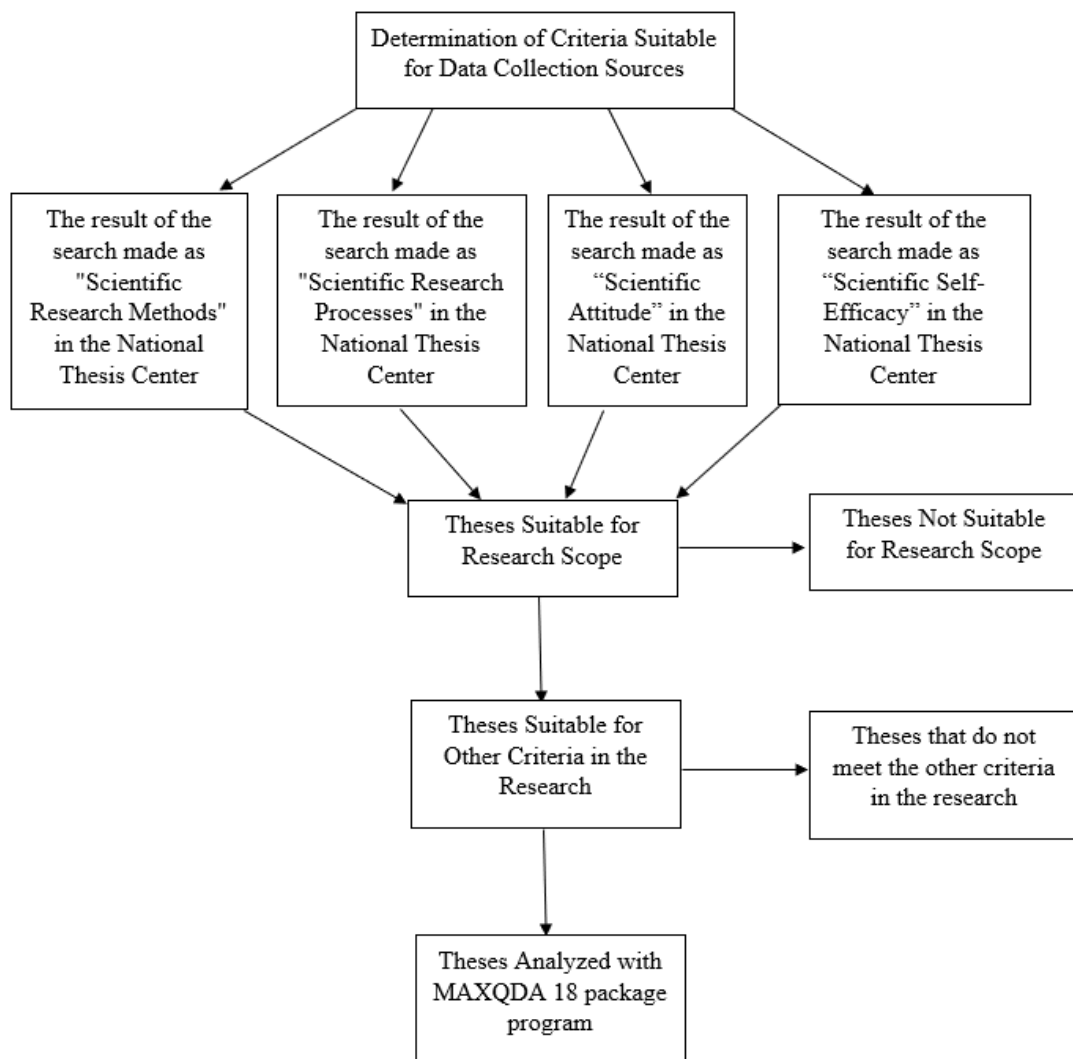 Determination of Criteria Suitable
for Data Collection Sources
The result of the
search made as
"Scientific
Research Methods"
in the National
Thesis Center
The result of the
search made as
"Scientific Research
Processes" in the
National Thesis
Center
The result of the
search made as
“Scientific
Attitude” in the
National Thesis
Center
The result of the
search made as
“Scientific Self-
Efficacy” in the
National Thesis
Center
Theses Suitable for
Research Scope
Theses Not Suitable
for Research Scope
Theses Suitable for
Other Criteria in the
Research
Theses that do not
meet the other criteria
in the research
Theses Analyzed with
MAXQDA 18 package
program